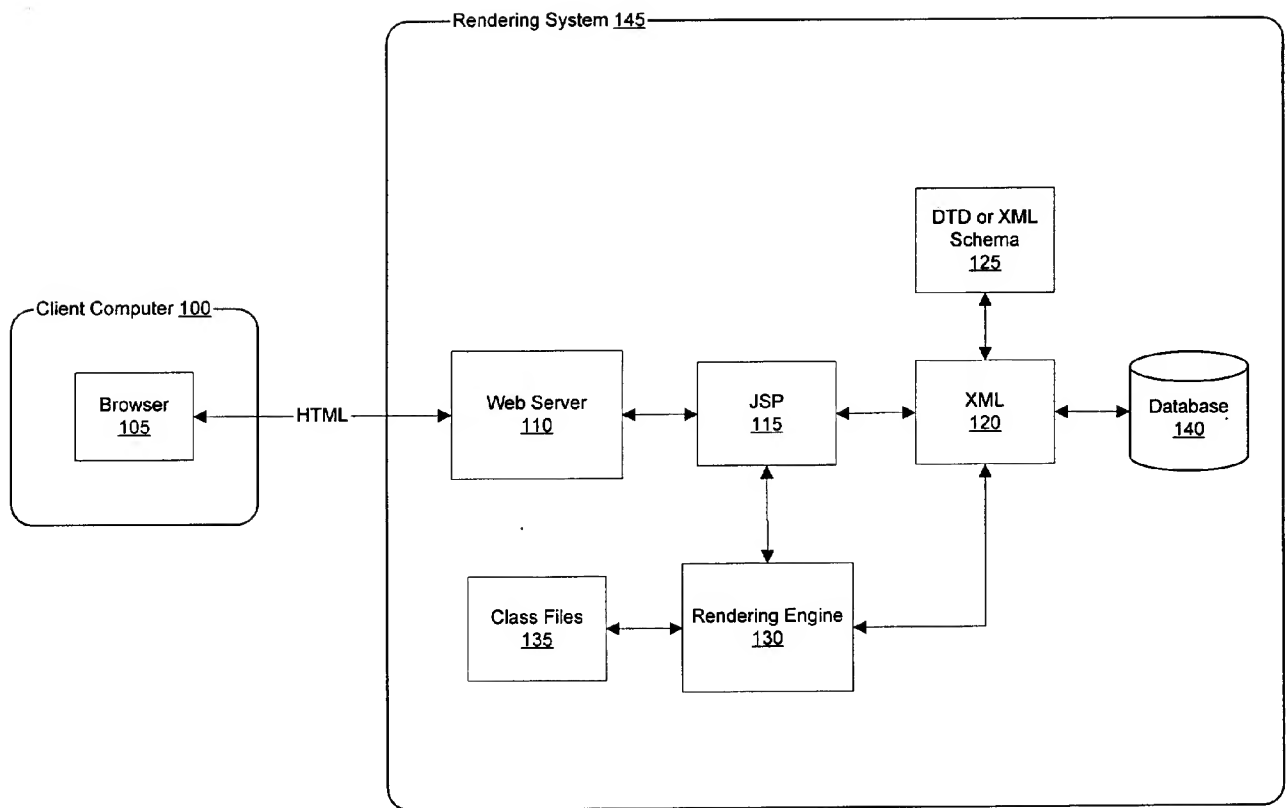 Rendering System 145
DTD or XML
Schema
125
Client Computer 100
Browser
105
HTML
Web Server
110
JSP
115
XML
120
Database
140
Class Files
135
Rendering Engine
130